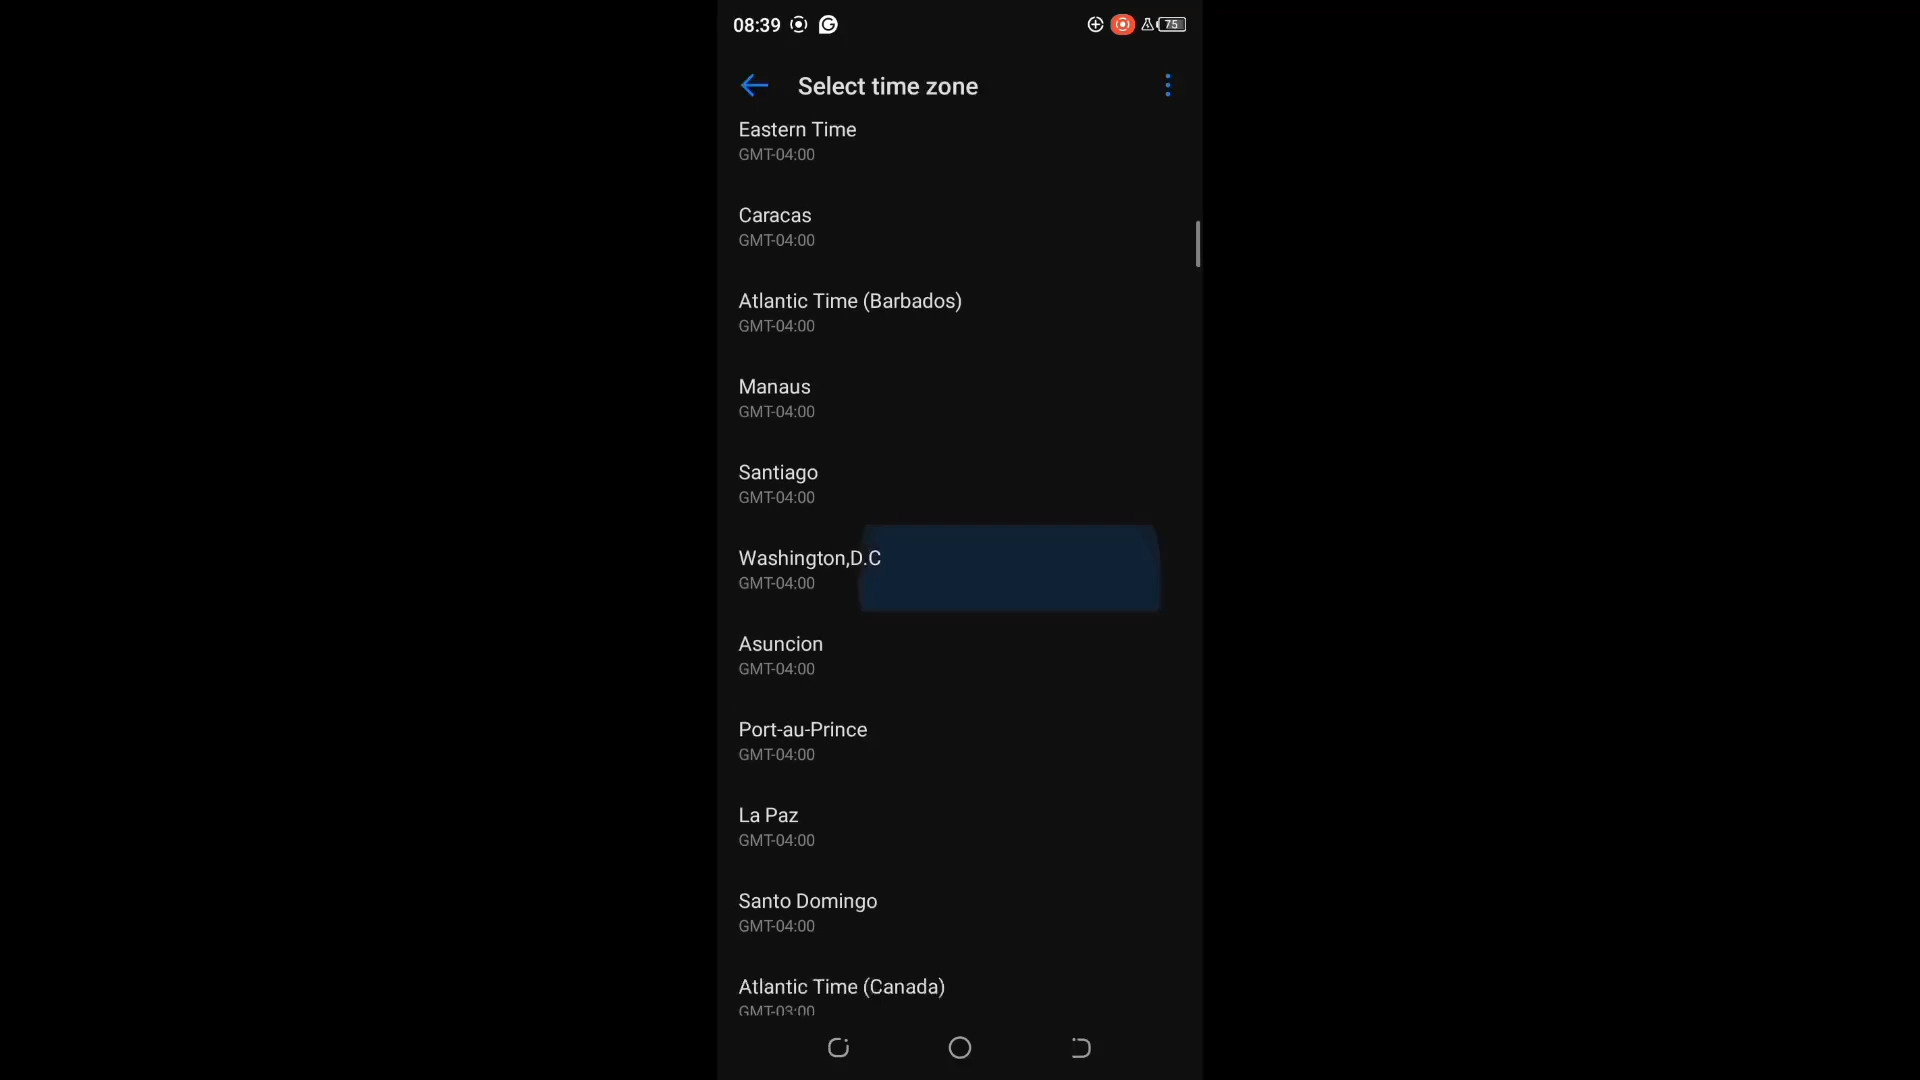 08:39
75
Select time zone
Eastern Time
GMT-04:00
Caracas
GMT-04:00
Atlantic Time (Barbados)
GMT-04:00
Manaus
GMT-04:00
Santiago
GMT-04:00
Washington,D.C
GMT-04:00
Asuncion
GMT-04:00
Port-au-Prince
GMT-04:00
La Paz
GMT-04:00
Santo Domingo
GMT-04:00
Atlantic Time (Canada)
GMT-03:00